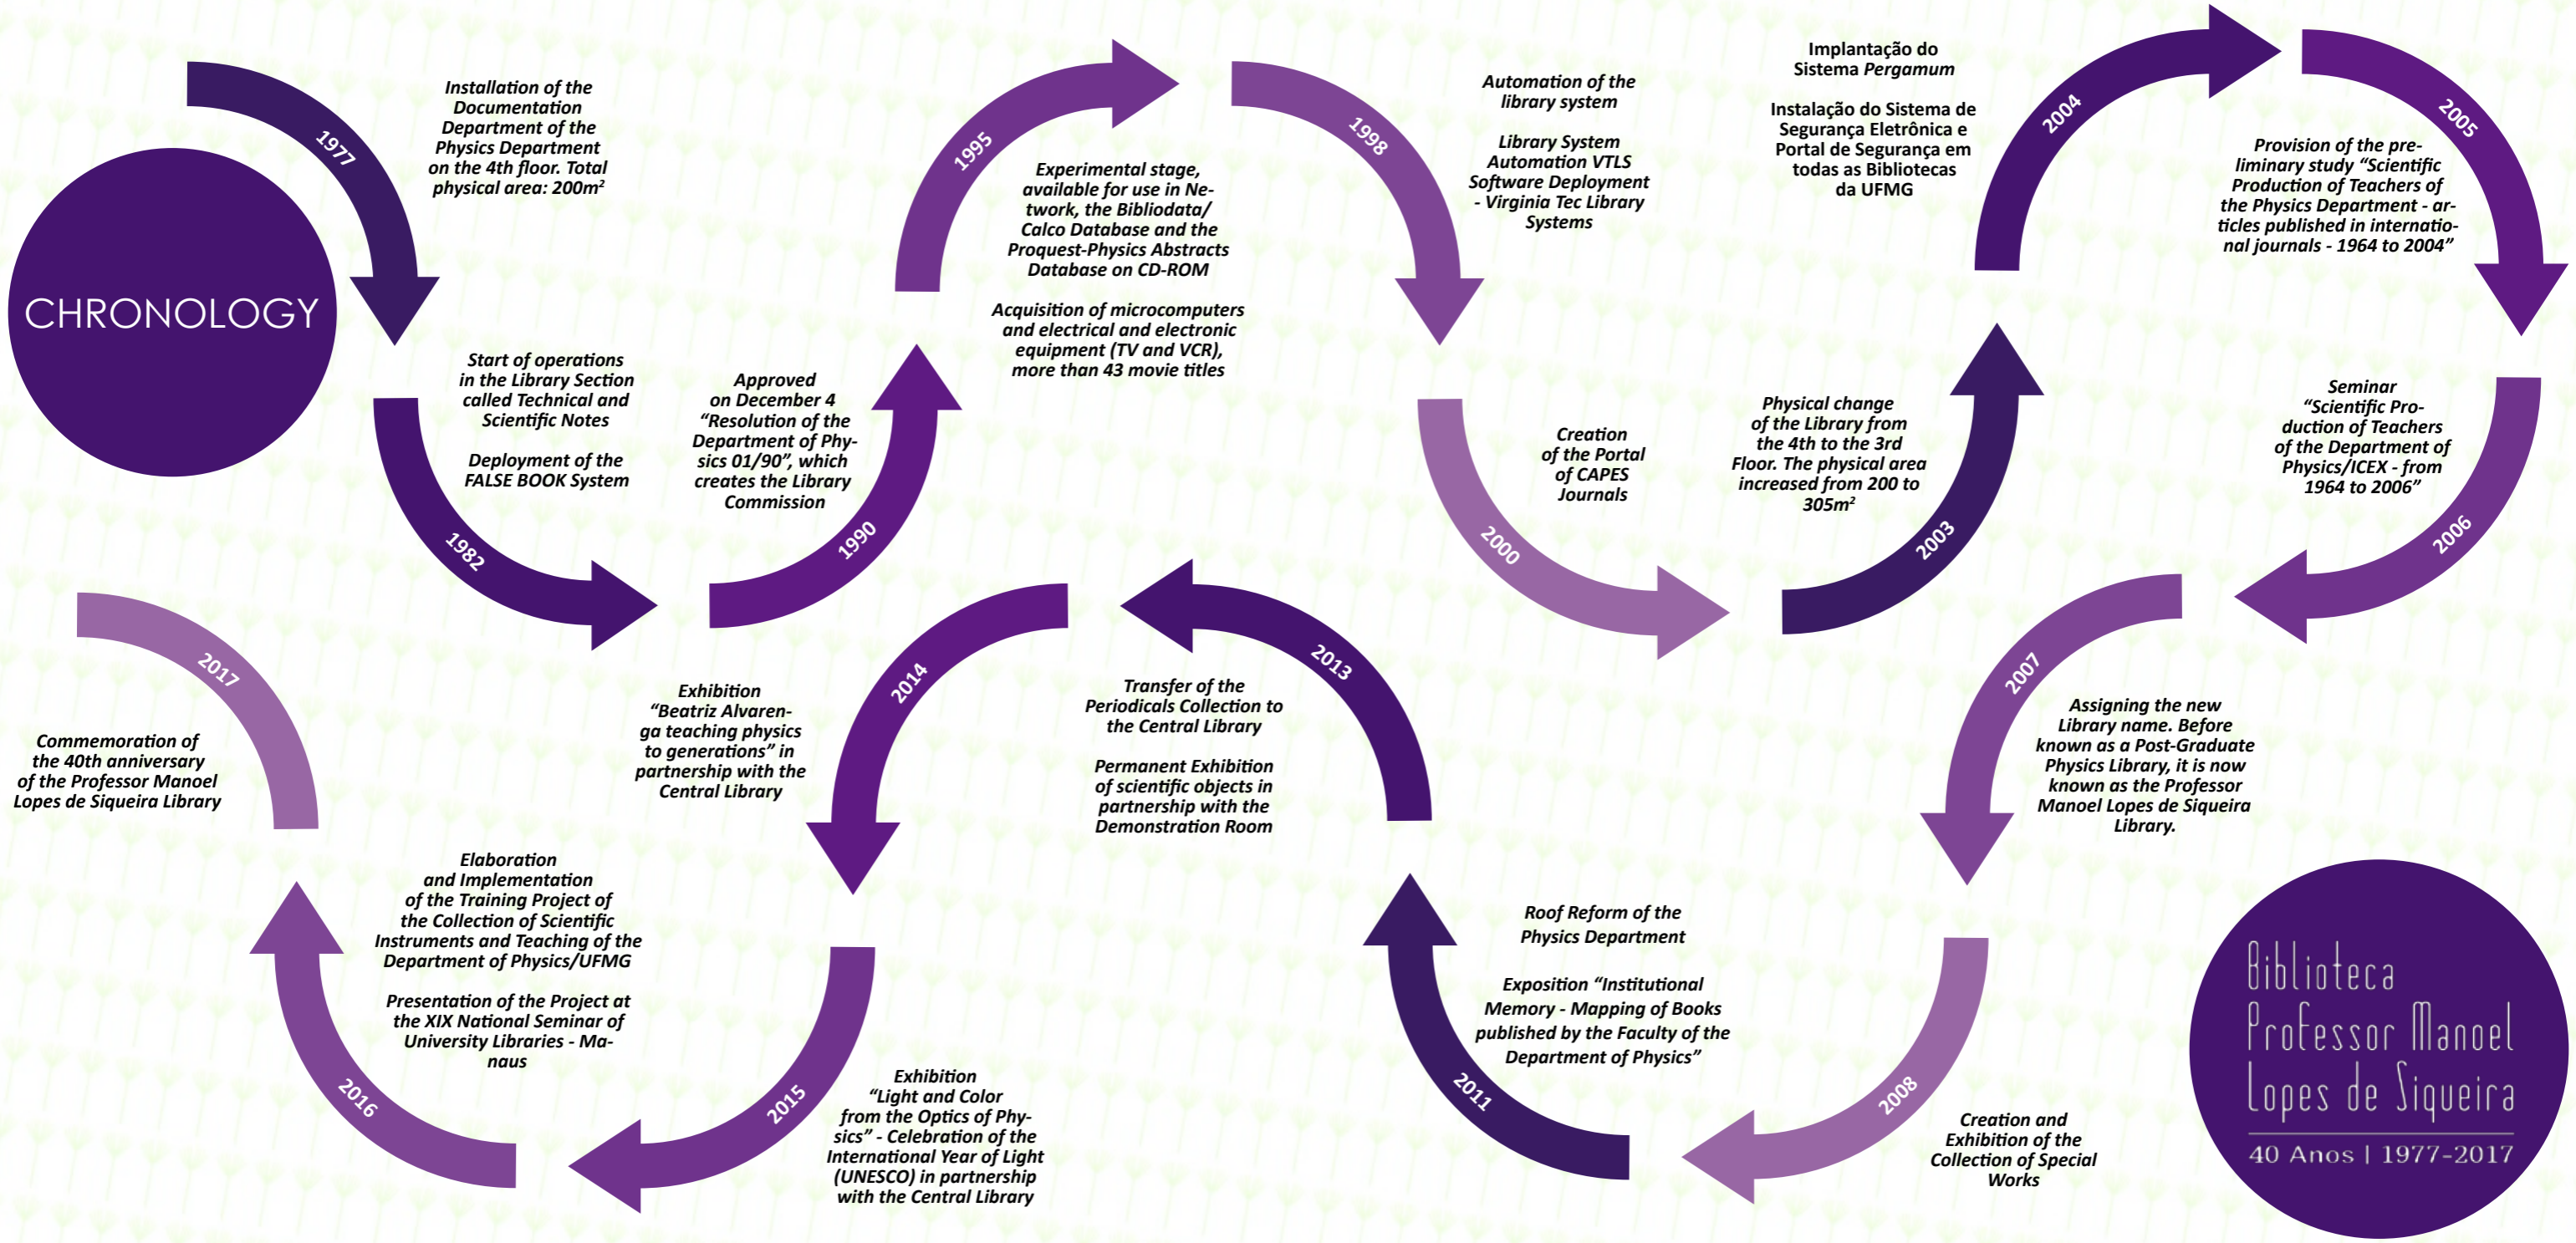 CHRONOLOGY
1977
Installation of the
Documentation
Department of the
Physics Department
on the 4th floor. Total
physical area: 200m²
1982
Start of operations
in the Library Section
called Technical and
Scientific Notes
Deployment of the
FALSE BOOK System
1990
Approved
on December 4
“Resolution of the
Department of Phy-
sics 01/90”, which
creates the Library
Commission
1995
Experimental stage,
available for use in Ne-
twork, the Bibliodata/
Calco Database and the
Proquest-Physics Abstracts
Database on CD-ROM
Acquisition of microcomputers
and electrical and electronic
equipment (TV and VCR),
more than 43 movie titles
1998
Automation of the
library system
Library System
Automation VTLS
Software Deployment
- Virginia Tec Library
Systems
2000
Creation
of the Portal
of CAPES
Journals
2003
Physical change
of the Library from
the 4th to the 3rd
Floor. The physical area
increased from 200 to
305m²
2004
Implantação do
Sistema Pergamum
Instalação do Sistema de
Segurança Eletrônica e
Portal de Segurança em
todas as Bibliotecas
da UFMG
2005
Provision of the pre-
liminary study “Scientific
Production of Teachers of
the Physics Department - ar-
ticles published in internatio-
nal journals - 1964 to 2004”
2006
Seminar
“Scientific Pro-
duction of Teachers
of the Department of
Physics/ICEX - from
1964 to 2006”
2007
Assigning the new
Library name. Before
known as a Post-Graduate
Physics Library, it is now
known as the Professor
Manoel Lopes de Siqueira
Library.
2008
Creation and
Exhibition of the
Collection of Special
Works
2011
Roof Reform of the
Physics Department
Exposition “Institutional
Memory - Mapping of Books
published by the Faculty of the
Department of Physics”
2013
Transfer of the
Periodicals Collection to
the Central Library
Permanent Exhibition
of scientific objects in
partnership with the
Demonstration Room
2014
Exhibition
“Beatriz Alvaren-
ga teaching physics
to generations” in
partnership with the
Central Library
2015
Exhibition
“Light and Color
from the Optics of Phy-
sics” - Celebration of the
International Year of Light
(UNESCO) in partnership
with the Central Library
2016
Elaboration
and Implementation
of the Training Project of
the Collection of Scientific
Instruments and Teaching of the
Department of Physics/UFMG
Presentation of the Project at
the XIX National Seminar of
University Libraries - Ma-
naus
2017
Commemoration of
the 40th anniversary
of the Professor Manoel
Lopes de Siqueira Library
Biblioteca
Professor Manoel
Lopes de Siqueira
40 Anos | 1977-2017